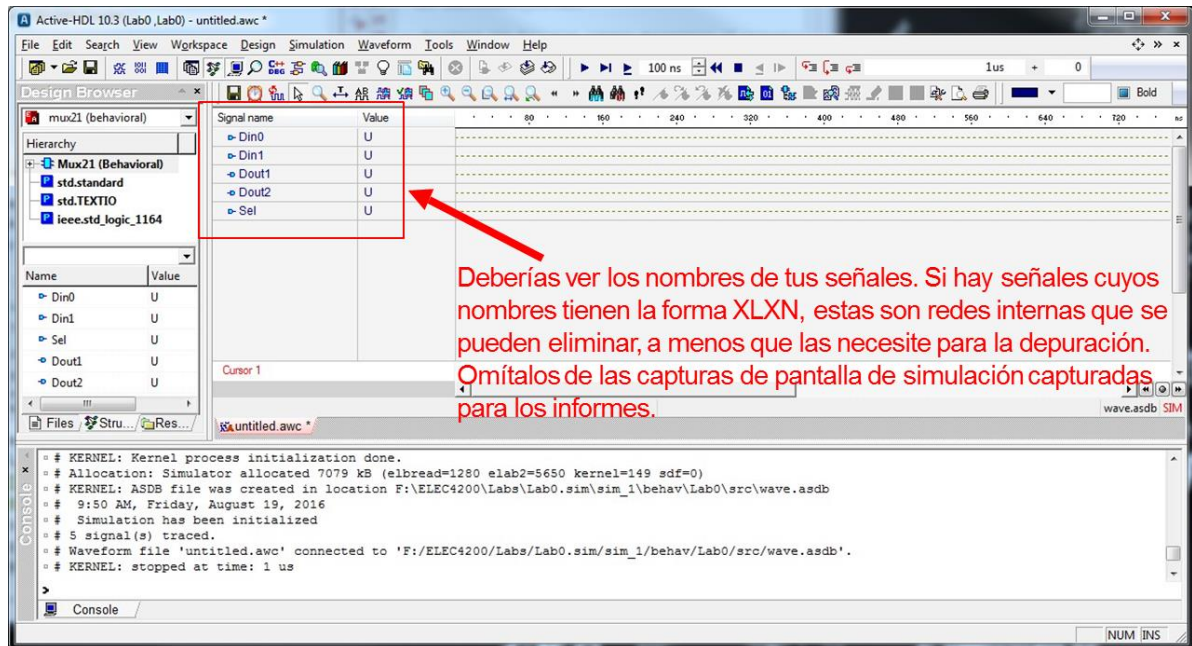 Active-HDL 10.3 (Lab0 ,Lab0) - untitled.awc *
File Edit Search View Workspace Design Simulation Waveform Tools Window Help
100 ns
1us + 0
Design Browser
Bold
mux21 (behavioral)
Signal name Value
80 160 240 320 400 480 560 640 720 ns
Hierarchy
Mux21 (Behavioral)
std.standard
std.TEXTIO
ieee.std_logic_1164
Din0 U
Din1 U
Dout1 U
Dout2 U
Sel U
Name Value
Din0 U
Din1 U
Sel U
Dout1 U
Dout2 U
Deberías ver los nombres de tus señales. Si hay señales cuyos
nombres tienen la forma XLXN, estas son redes internas que se
pueden eliminar, a menos que las necesite para la depuración.
Omítalos de las capturas de pantalla de simulación capturadas
para los informes.
Cursor 1
wave.asdb SIM
Files Stru... Res...
untitled.awc *
Console
# KERNEL: Kernel process initialization done.
# Allocation: Simulator allocated 7079 kB (elbread=1280 elab2=5650 kernel=149 sdf=0)
# KERNEL: ASDB file was created in location F:\ELEC4200\Labs\Lab0.sim\sim_1\behav\Lab0\src\wave.asdb
# 9:50 AM, Friday, August 19, 2016
# Simulation has been initialized
# 5 signal(s) traced.
# Waveform file 'untitled.awc' connected to 'F:/ELEC4200/Labs/Lab0.sim/sim_1/behav/Lab0/src/wave.asdb'.
# KERNEL: stopped at time: 1 us
>
Console
NUM INS